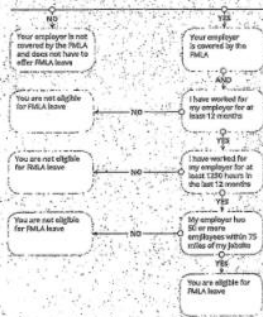 NO
YES
Your employer is not
covered by the FMLA
and does not have to
offer FMLA leave
Your employer
is covered by the
FMLA
AND
You are not eligible
for FMLA leave
NO
I have worked for
my employer for at
least 12 months
YES
You are not eligible
for FMLA leave
NO
I have worked for
my employer for at
least 1250 hours in
the last 12 months
YES
You are not eligible
for FMLA leave
NO
My employer has
50 or more
employees within 75
miles of my jobsite
YES
You are eligible for
FMLA leave